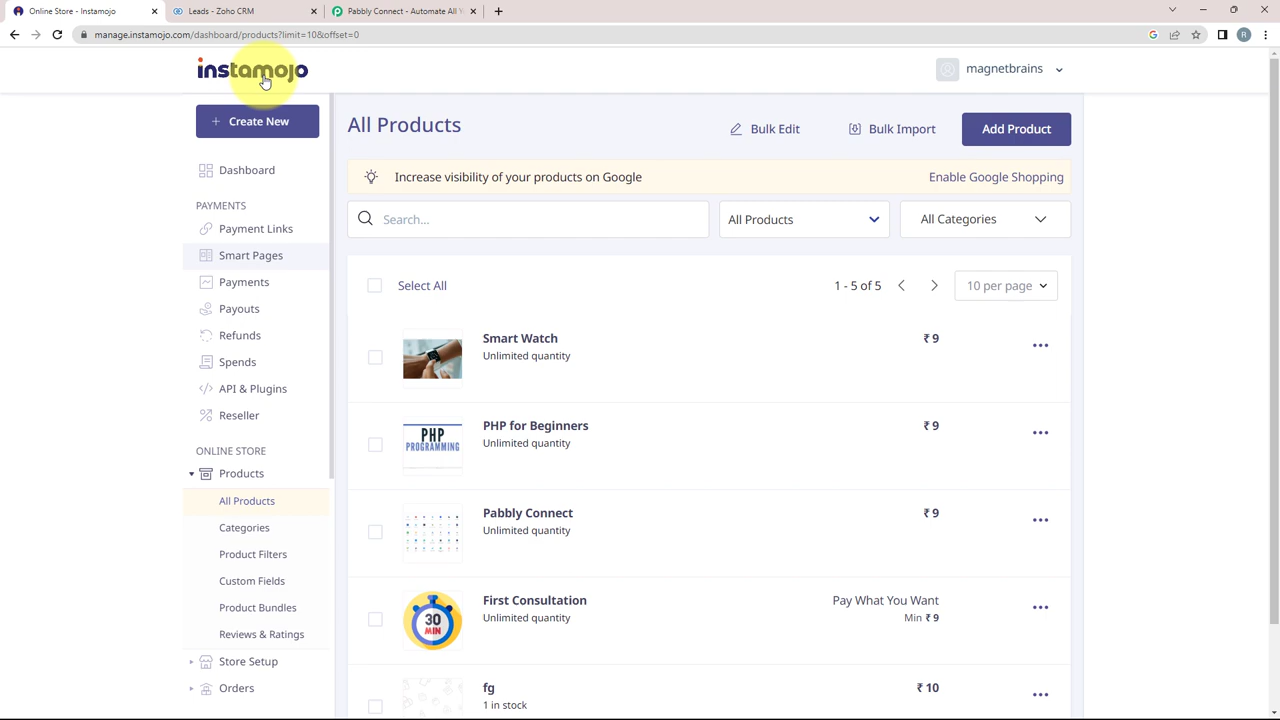 Online Store - Instamojo
Leads - Zoho CRM
Pabbly Connect - Automate All Y
manage.instamojo.com/dashboard/products?limit=10&offset=0
R
instamojo
magnetbrains
+ Create New
Dashboard
PAYMENTS
Payment Links
Smart Pages
Payments
Payouts
Refunds
Spends
API & Plugins
Reseller
ONLINE STORE
Products
All Products
Categories
Product Filters
Custom Fields
Product Bundles
Reviews & Ratings
Store Setup
Orders
All Products
Bulk Edit
Bulk Import
Add Product
Increase visibility of your products on Google
Enable Google Shopping
Search...
All Products
All Categories
Select All
1 - 5 of 5
10 per page
Smart Watch
Unlimited quantity
₹ 9
PHP
PROGRAMMING
PHP for Beginners
Unlimited quantity
₹ 9
Pabbly Connect
Unlimited quantity
₹ 9
30
MIN
First Consultation
Unlimited quantity
Pay What You Want
Min ₹ 9
fg
1 in stock
₹ 10